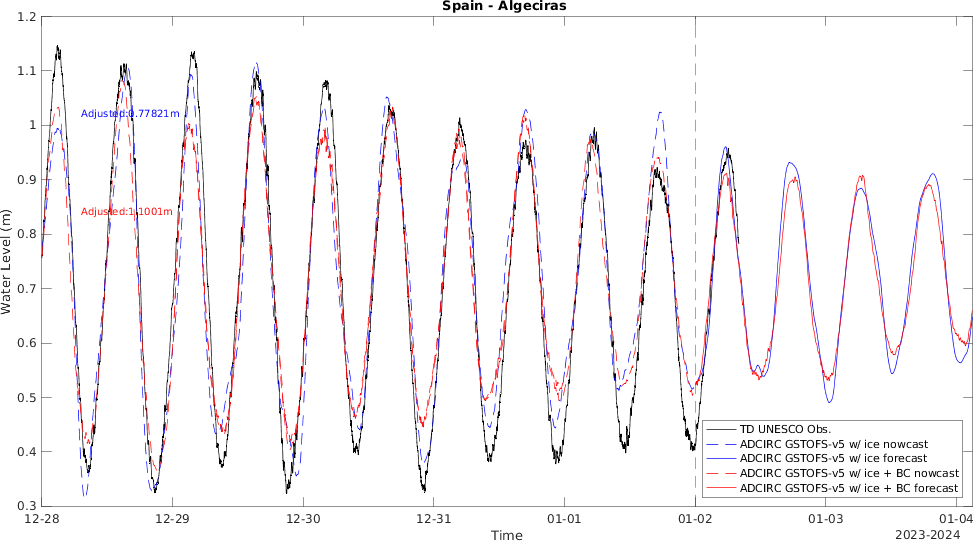 Spain - Algeciras
1.2
1.1
1
0.9
0.8
0.7
0.6
0.5
0.4
0.3
Water Level (m)
Adjusted:0.77821m
Adjusted:1.1001m
TD UNESCO Obs.
ADCIRC GSTOFS-v5 w/ ice nowcast
ADCIRC GSTOFS-v5 w/ ice forecast
ADCIRC GSTOFS-v5 w/ ice + BC nowcast
ADCIRC GSTOFS-v5 w/ ice + BC forecast
12-28 12-29 12-30 12-31 01-01 01-02 01-03 01-04
Time
2023-2024